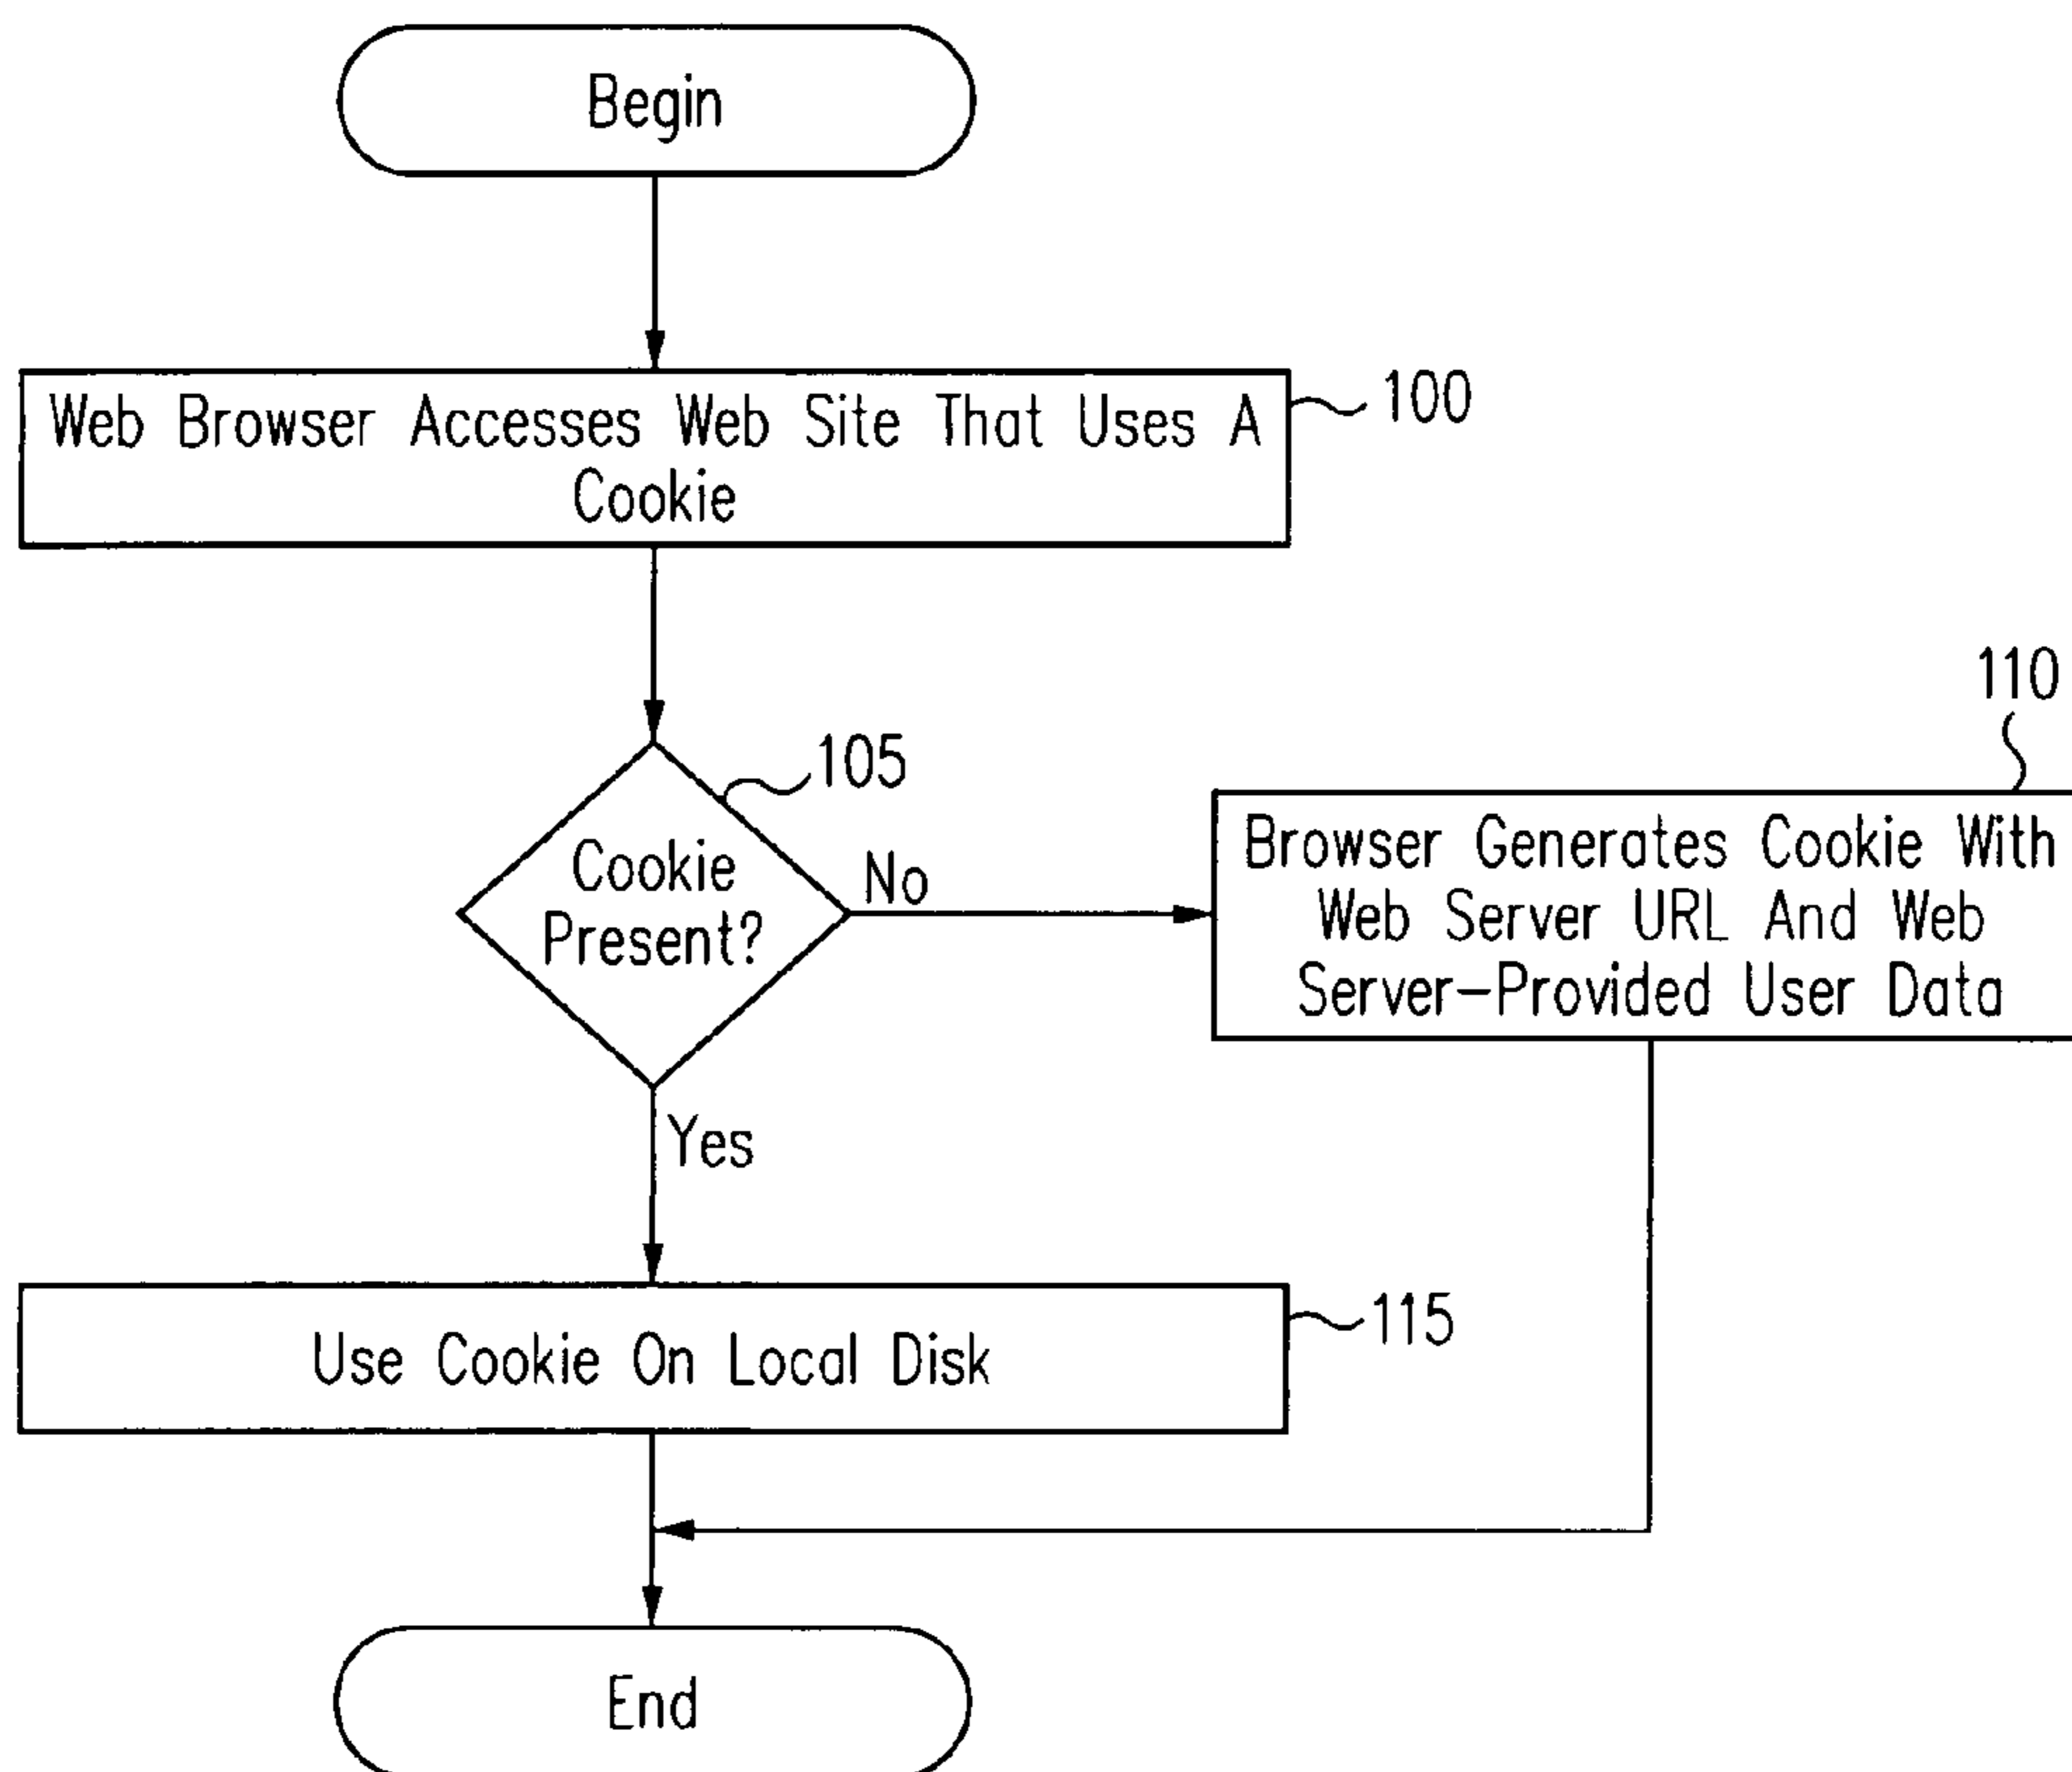 Begin
Web Browser Accesses Web Site That Uses A
Cookie
100
105
Cookie
Present?
No
110
Browser Generates Cookie With
Web Server URL And Web
Server-Provided User Data
Yes
Use Cookie On Local Disk
115
End